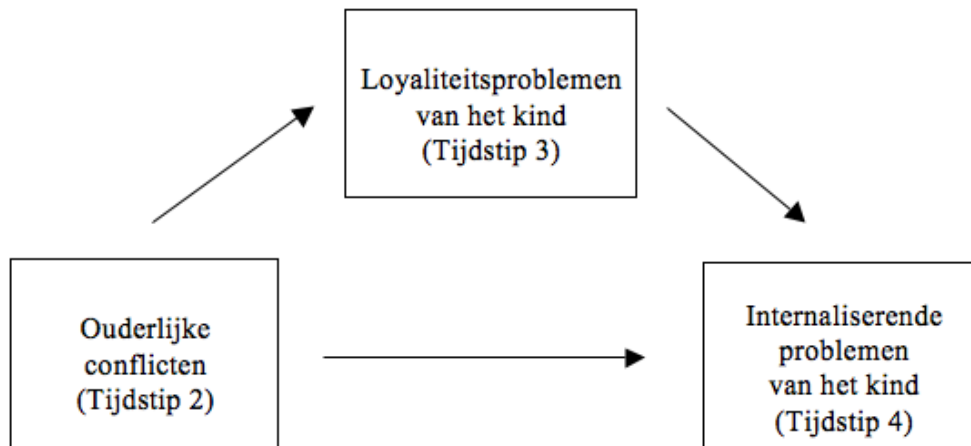 Loyaliteitsproblemen
van het kind
(Tijdstip 3)
Ouderlijke
conflicten
(Tijdstip 2)
Internaliserende
problemen
van het kind
(Tijdstip 4)